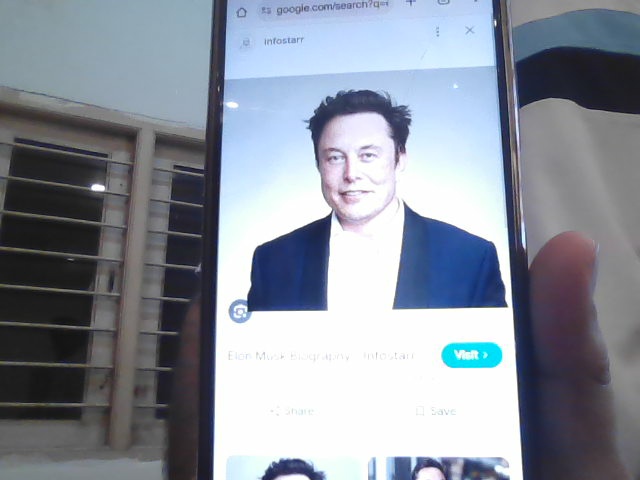 google.com/search?q=
infostarr
Elon Musk Biography - Infostarr
Visit >
Share
Save